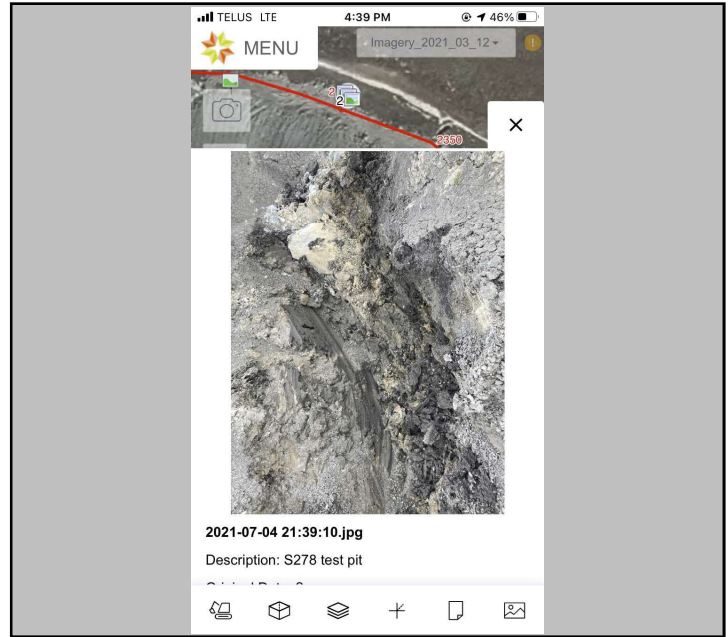 TELUS LTE 4:39 PM 46%
MENU
Imagery_2021_03_12
!
2
2
2350
2021-07-04 21:39:10.jpg
Description: S278 test pit